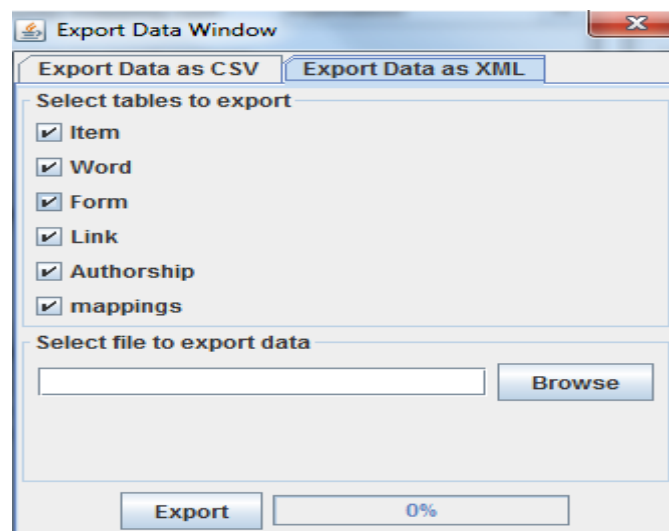 Export Data Window
Export Data as CSV Export Data as XML
Select tables to export
Item
Word
Form
Link
Authorship
mappings
Select file to export data
Browse
Export 0%